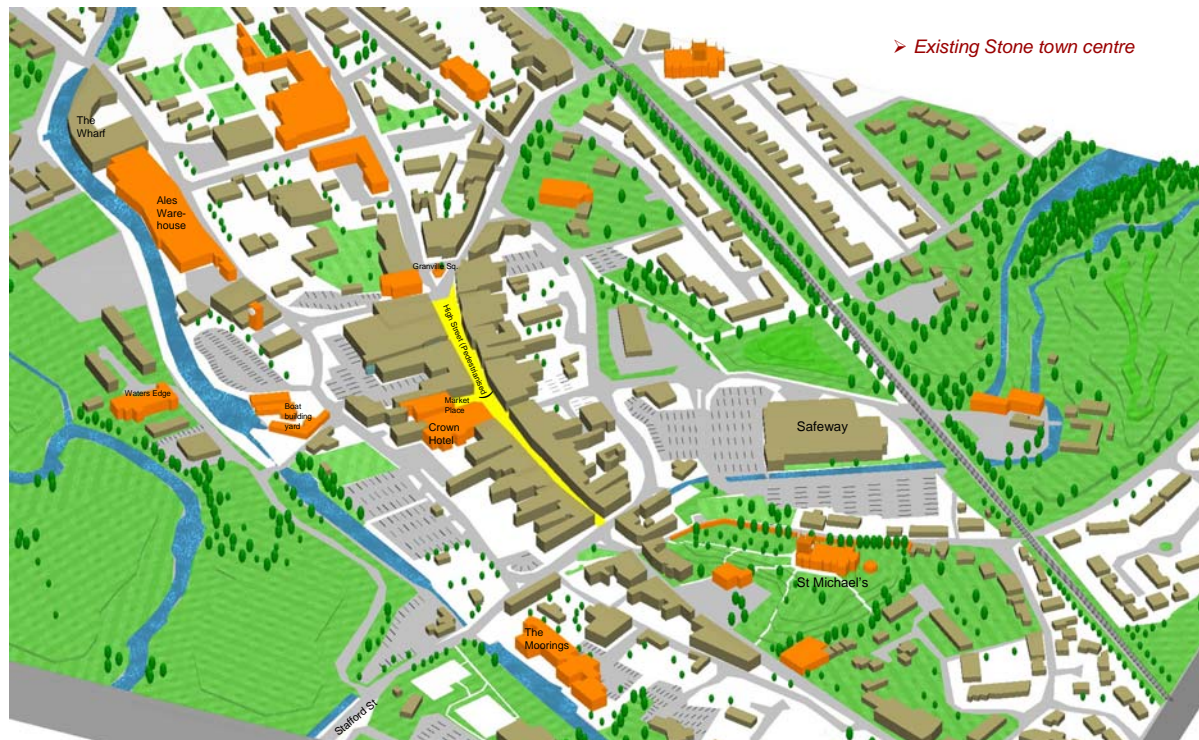 ➢ Existing Stone town centre
The
Wharf
Ales
Ware-
house
Granville Sq.
High Street (Pedestrianised)
Waters Edge
Boat
building
yard
Market
Place
Crown
Hotel
Safeway
St Michael's
The
Moorings
Stafford St.